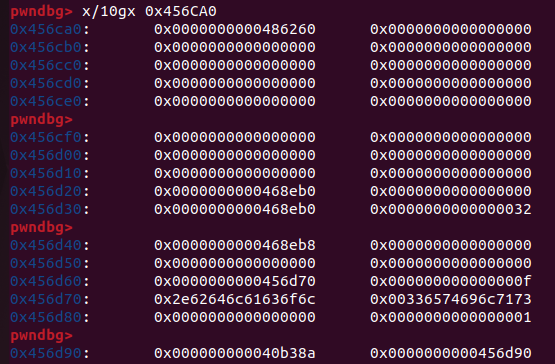 pwndbg> x/10gx 0x456CA0
0x456ca0: 0x0000000000486260 0x0000000000000000
0x456cb0: 0x0000000000000000 0x0000000000000000
0x456cc0: 0x0000000000000000 0x0000000000000000
0x456cd0: 0x0000000000000000 0x0000000000000000
0x456ce0: 0x0000000000000000 0x0000000000000000
pwndbg>
0x456cf0: 0x0000000000000000 0x0000000000000000
0x456d00: 0x0000000000000000 0x0000000000000000
0x456d10: 0x0000000000000000 0x0000000000000000
0x456d20: 0x0000000000468eb0 0x0000000000000000
0x456d30: 0x0000000000468eb0 0x0000000000000032
pwndbg>
0x456d40: 0x0000000000468eb8 0x0000000000000000
0x456d50: 0x0000000000000000 0x0000000000000000
0x456d60: 0x0000000000456d70 0x000000000000000f
0x456d70: 0x2e62646c61636f6c 0x00336574696c7173
0x456d80: 0x0000000000000000 0x0000000000000001
pwndbg>
0x456d90: 0x000000000040b38a 0x0000000000456d90